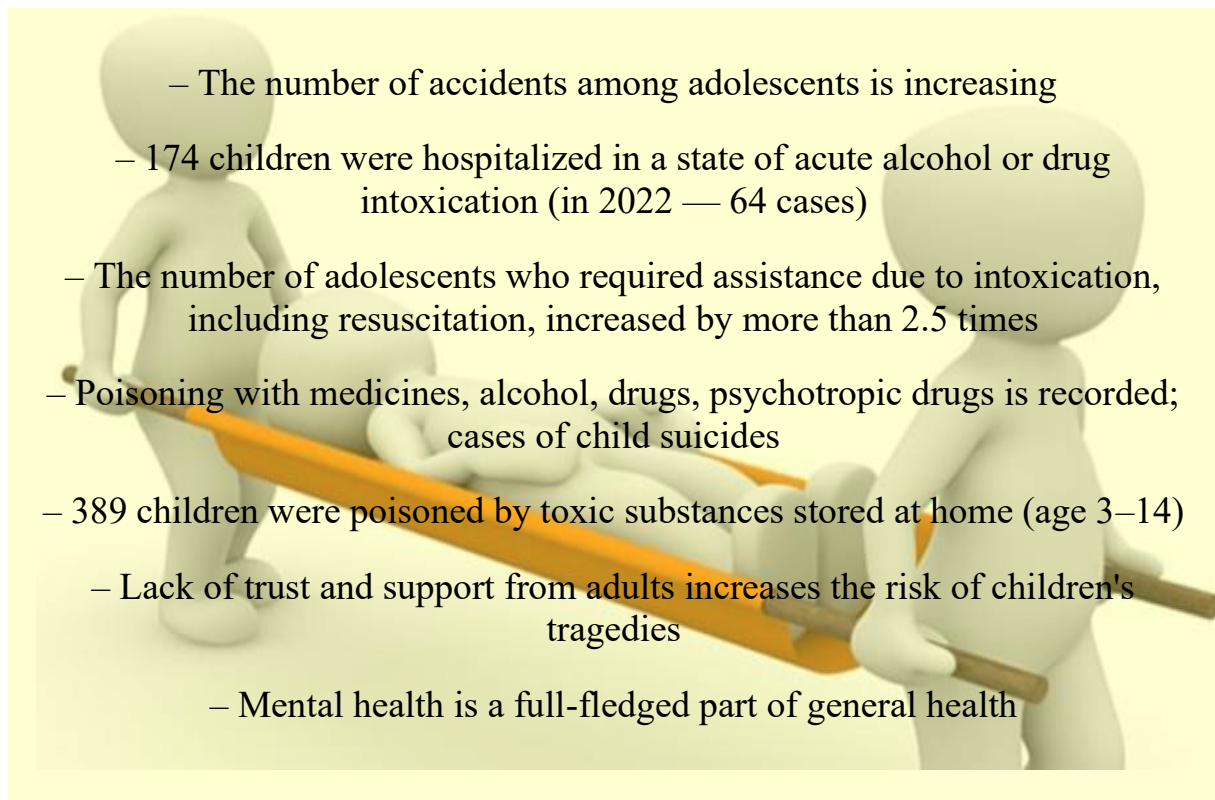 – The number of accidents among adolescents is increasing
– 174 children were hospitalized in a state of acute alcohol or drug
intoxication (in 2022 — 64 cases)
– The number of adolescents who required assistance due to intoxication,
including resuscitation, increased by more than 2.5 times
– Poisoning with medicines, alcohol, drugs, psychotropic drugs is recorded;
cases of child suicides
– 389 children were poisoned by toxic substances stored at home (age 3–14)
– Lack of trust and support from adults increases the risk of children's
tragedies
– Mental health is a full-fledged part of general health